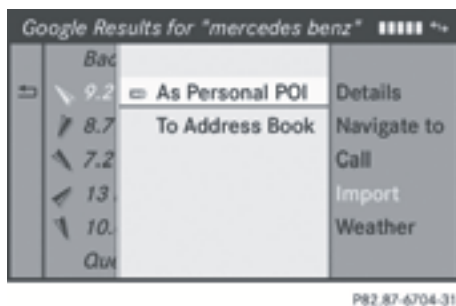 Google Results for "mercedes benz"
Bac
9.2
As Personal POI
Details
8.7
To Address Book
Navigate to
7.2
Call
13
Import
10.
Weather
Que
P82.87-6704-31